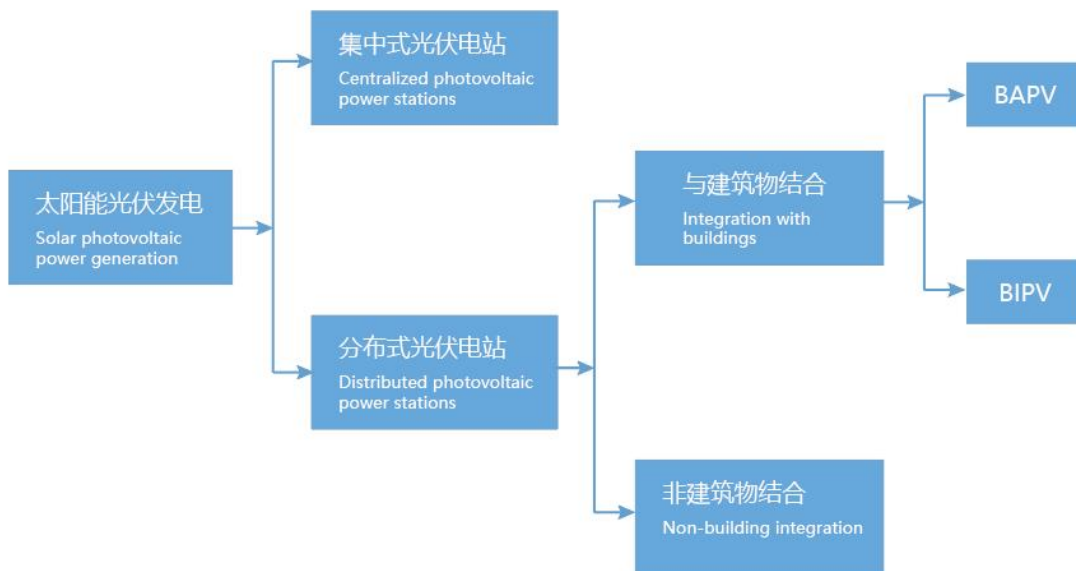 太阳能光伏发电
Solar photovoltaic
power generation
集中式光伏电站
Centralized photovoltaic
power stations
分布式光伏电站
Distributed photovoltaic
power stations
与建筑物结合
Integration with
buildings
非建筑物结合
Non-building integration
BAPV
BIPV